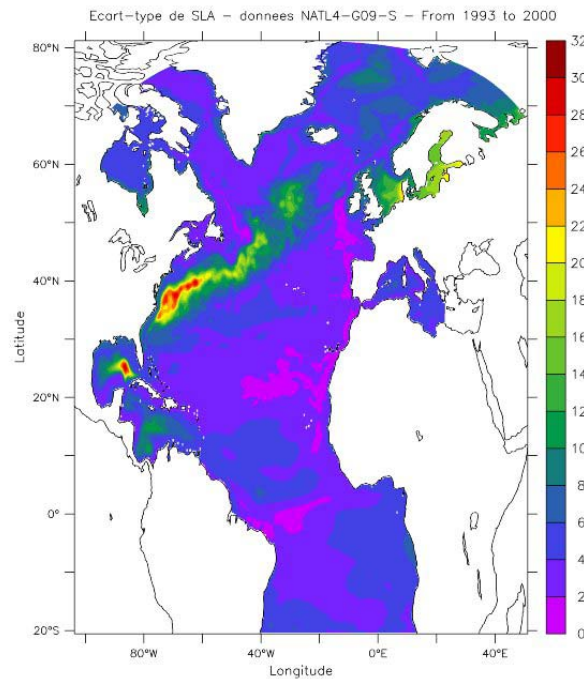 Ecart-type de SLA - donnees NATL4-G09-S - From 1993 to 2000
80°N
60°N
40°N
20°N
0°
20°S
Latitude
80°W 40°W 0°E 40°E
Longitude
32
30
28
26
24
22
20
18
16
14
12
10
8
6
4
2
0